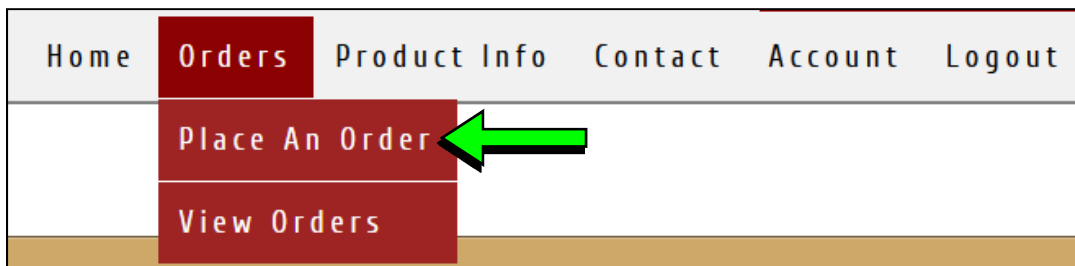 Home Orders Product Info Contact Account Logout
Place An Order
View Orders